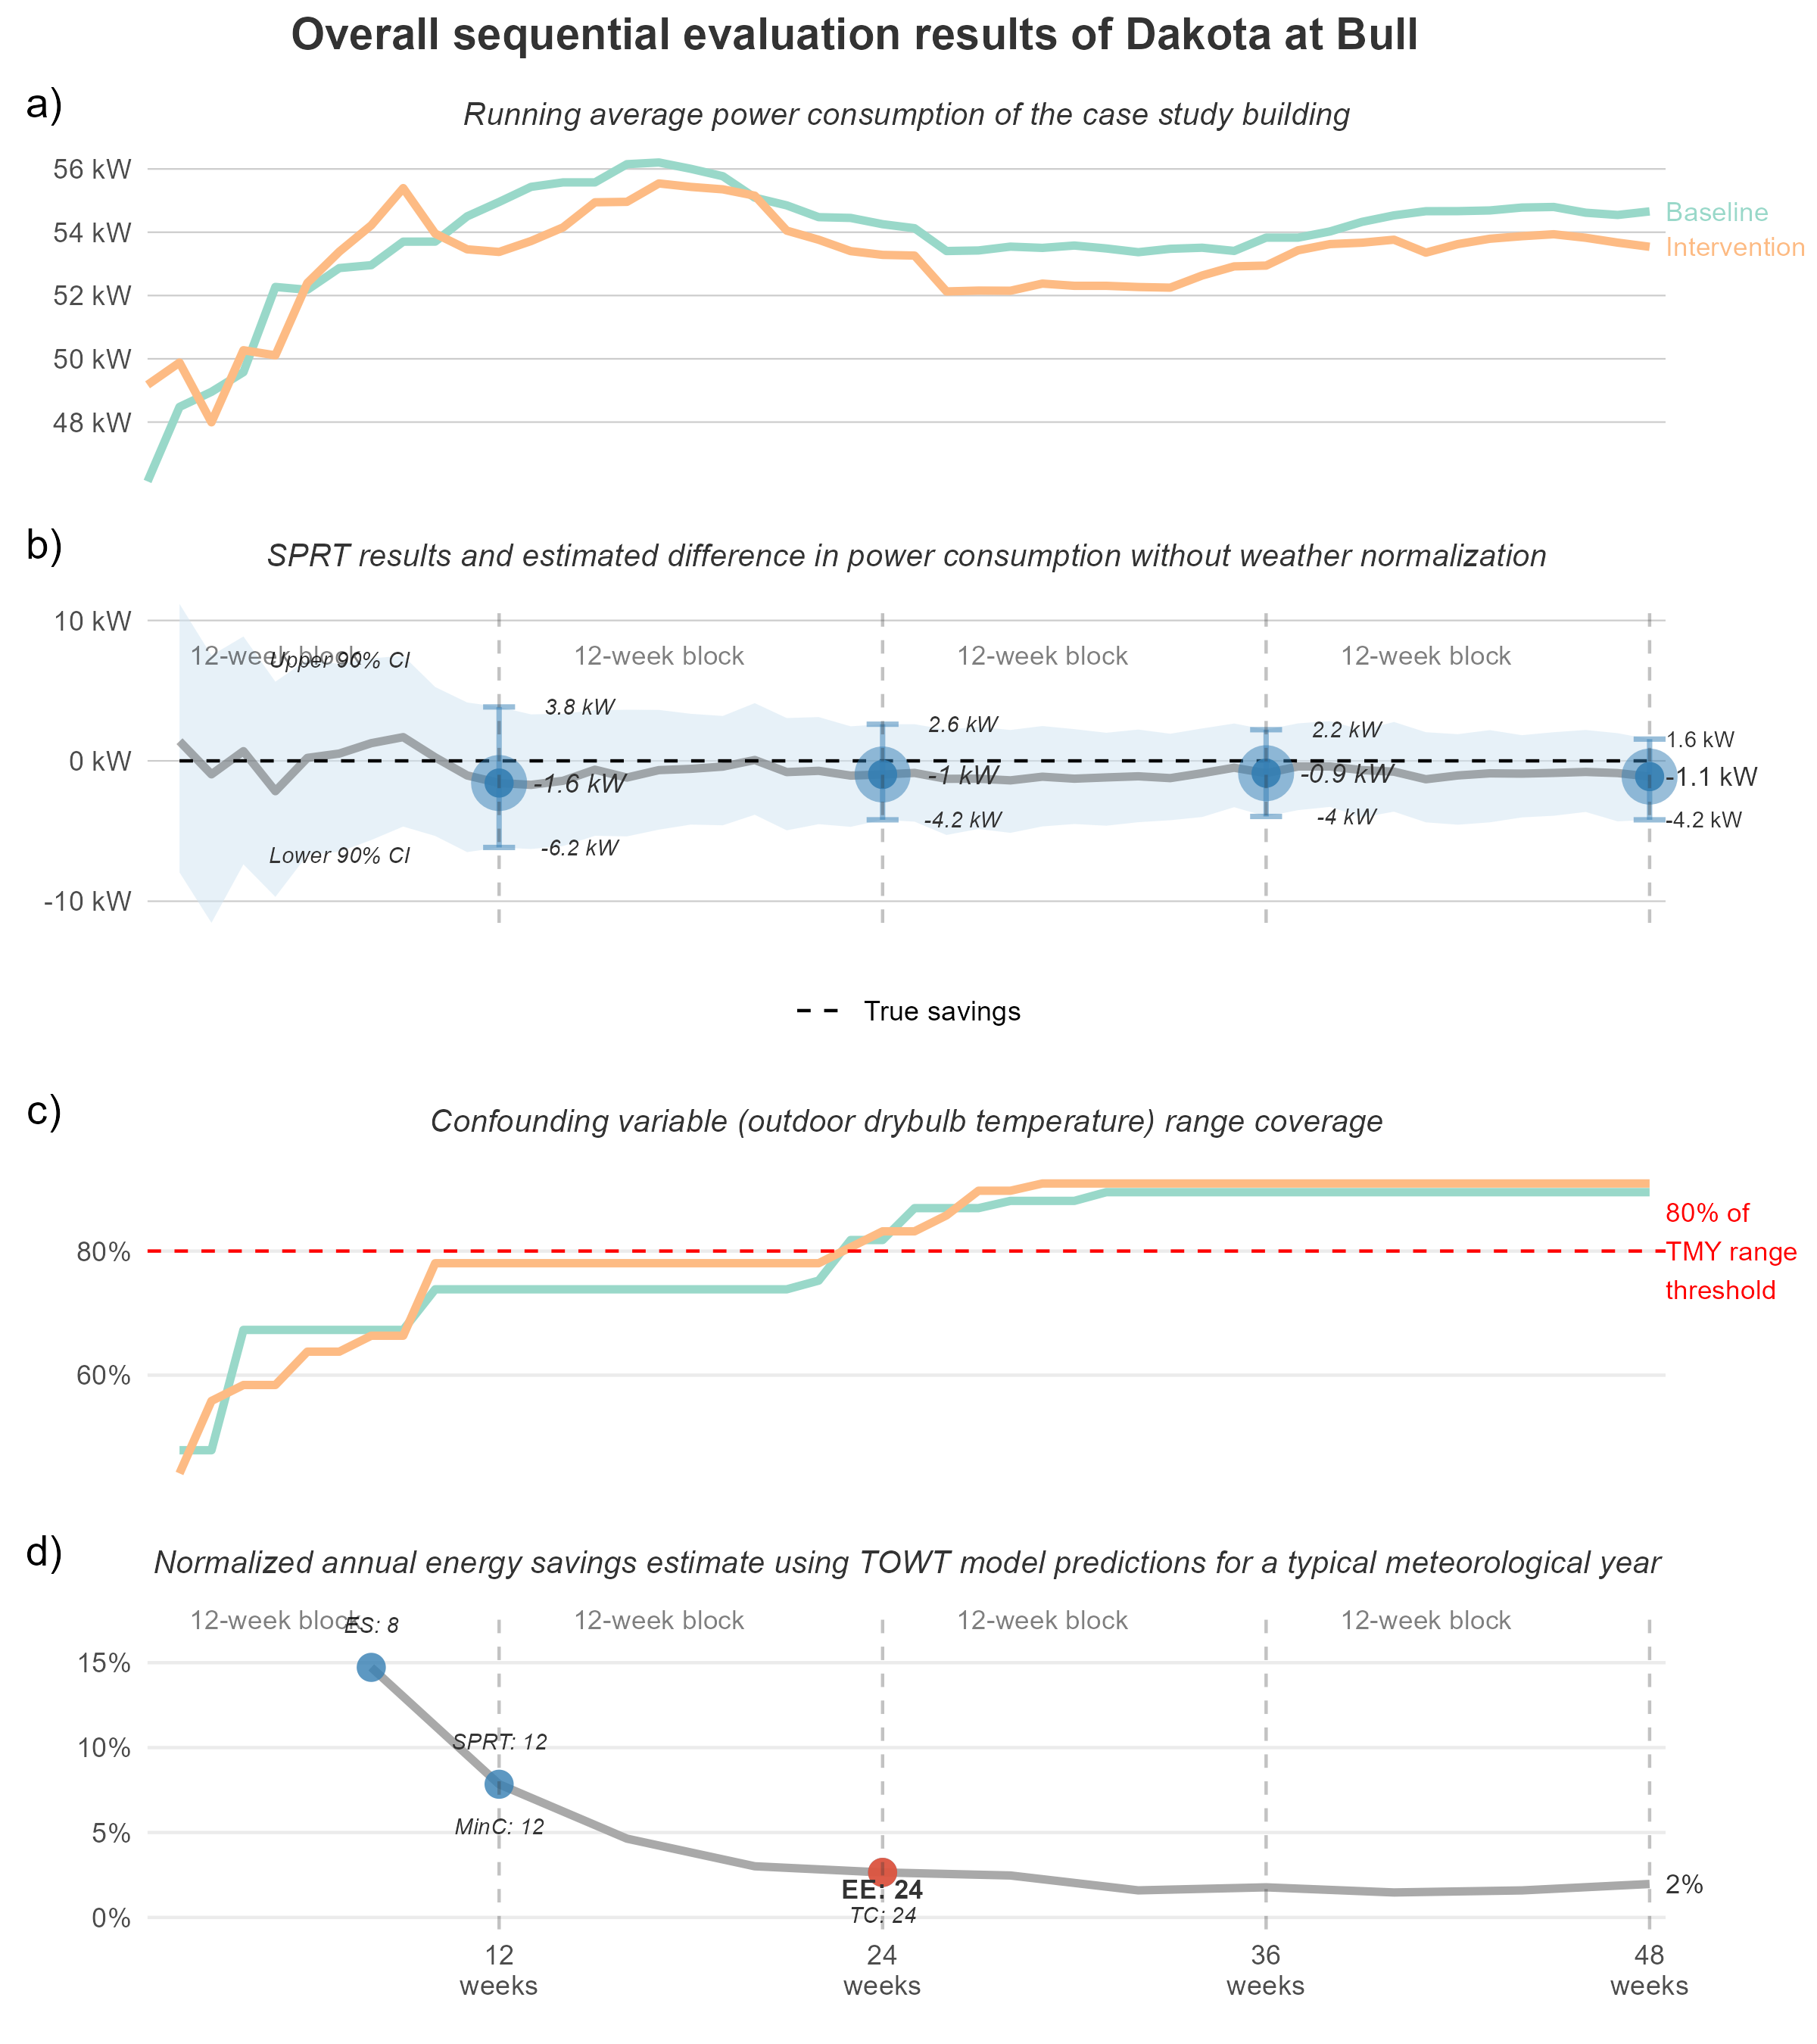 Overall sequential evaluation results of Dakota at Bull
a)
Running average power consumption of the case study building
56 kW
54 kW
52 kW
50 kW
48 kW
Baseline
Intervention
b)
SPRT results and estimated difference in power consumption without weather normalization
10 kW
0 kW
-10 kW
12-week block
12-week block
12-week block
12-week block
Upper 90% CI
Lower 90% CI
3.8 kW
-1.6 kW
-6.2 kW
2.6 kW
-1 kW
-4.2 kW
2.2 kW
-0.9 kW
-4 kW
1.6 kW
-1.1 kW
-4.2 kW
True savings
c)
Confounding variable (outdoor drybulb temperature) range coverage
80%
60%
80% of
TMY range
threshold
d)
Normalized annual energy savings estimate using TOWT model predictions for a typical meteorological year
12-week block
12-week block
12-week block
12-week block
15%
10%
5%
0%
ES: 8
SPRT: 12
MinC: 12
EE: 24
TC: 24
2%
12
weeks
24
weeks
36
weeks
48
weeks